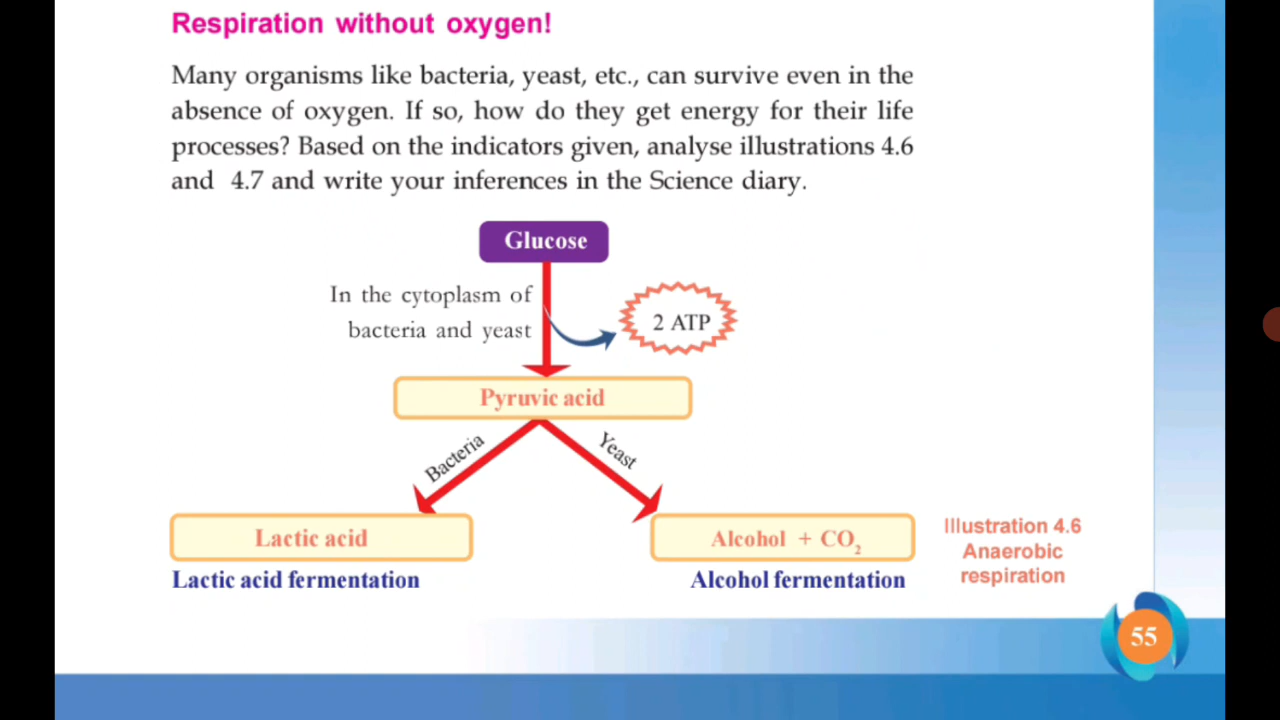 Respiration without oxygen!
Many organisms like bacteria, yeast, etc., can survive even in the
absence of oxygen. If so, how do they get energy for their life
processes? Based on the indicators given, analyse illustrations 4.6
and 4.7 and write your inferences in the Science diary.
Glucose
In the cytoplasm of
bacteria and yeast
2 ATP
Pyruvic acid
Bacteria
Yeast
Lactic acid
Alcohol + CO₂
Lactic acid fermentation
Alcohol fermentation
Illustration 4.6
Anaerobic
respiration
55